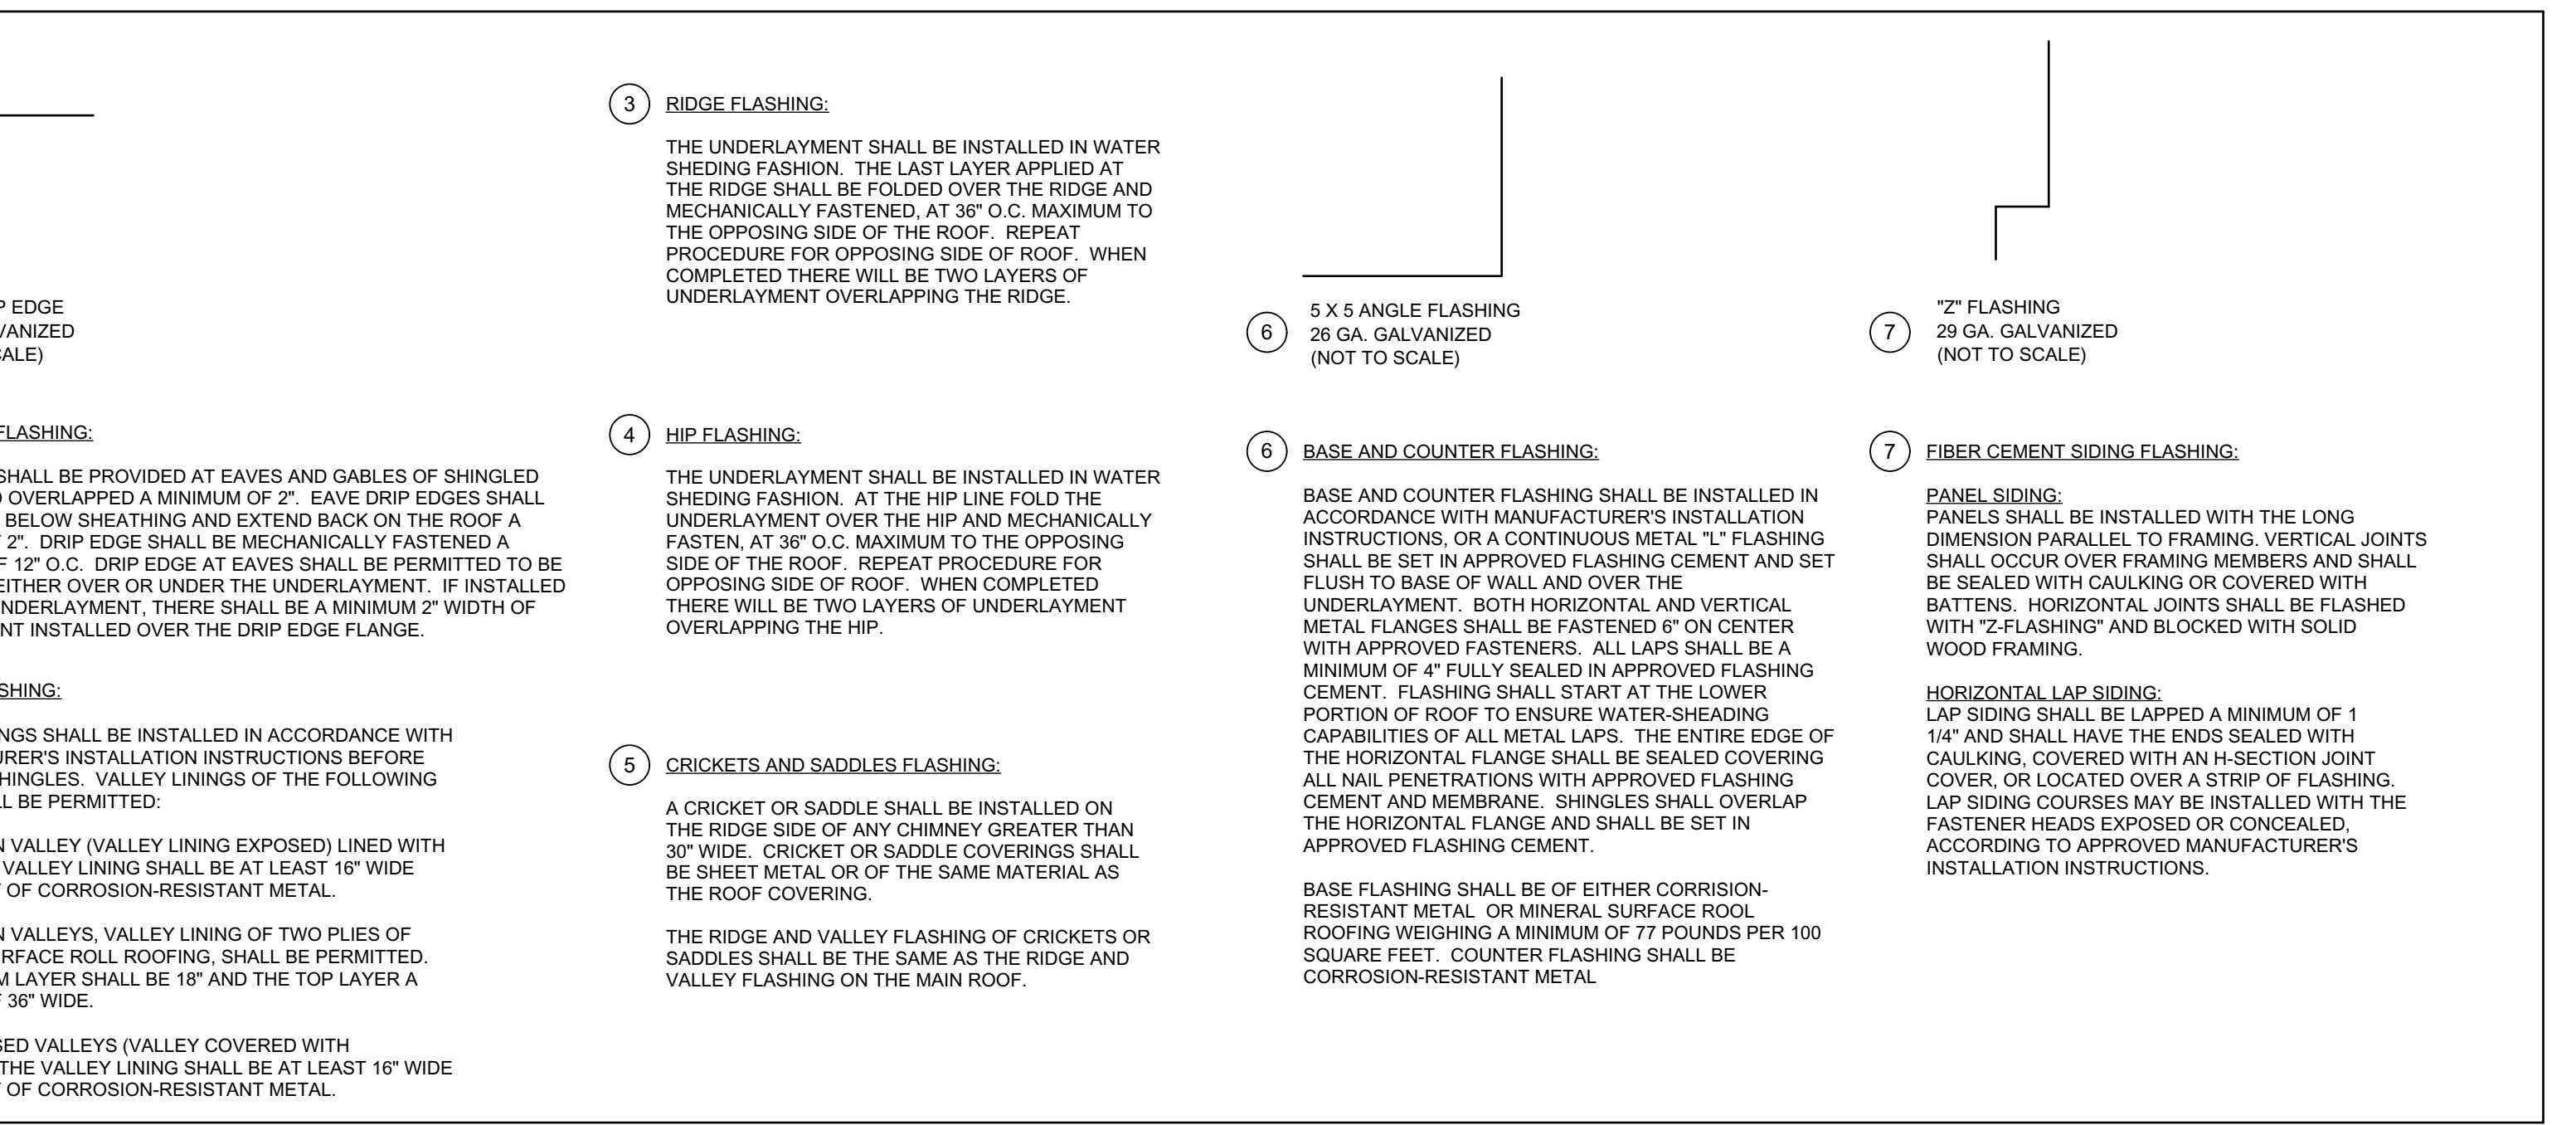 P EDGE
VANIZED
CALE)
FLASHING:
SHALL BE PROVIDED AT EAVES AND GABLES OF SHINGLED
OVERLAPPED A MINIMUM OF 2". EAVE DRIP EDGES SHALL
BELOW SHEATHING AND EXTEND BACK ON THE ROOF A
2". DRIP EDGE SHALL BE MECHANICALLY FASTENED A
F 12" O.C. DRIP EDGE AT EAVES SHALL BE PERMITTED TO BE
EITHER OVER OR UNDER THE UNDERLAYMENT. IF INSTALLED
NDERLAYMENT, THERE SHALL BE A MINIMUM 2" WIDTH OF
NT INSTALLED OVER THE DRIP EDGE FLANGE.
SHING:
NGS SHALL BE INSTALLED IN ACCORDANCE WITH
URER'S INSTALLATION INSTRUCTIONS BEFORE
HINGLES. VALLEY LININGS OF THE FOLLOWING
LL BE PERMITTED:
N VALLEY (VALLEY LINING EXPOSED) LINED WITH
VALLEY LINING SHALL BE AT LEAST 16" WIDE
OF CORROSION-RESISTANT METAL.
N VALLEYS, VALLEY LINING OF TWO PLIES OF
RFACE ROLL ROOFING, SHALL BE PERMITTED.
M LAYER SHALL BE 18" AND THE TOP LAYER A
36" WIDE.
SED VALLEYS (VALLEY COVERED WITH
THE VALLEY LINING SHALL BE AT LEAST 16" WIDE
OF CORROSION-RESISTANT METAL.
3 RIDGE FLASHING:
THE UNDERLAYMENT SHALL BE INSTALLED IN WATER
SHEDING FASHION. THE LAST LAYER APPLIED AT
THE RIDGE SHALL BE FOLDED OVER THE RIDGE AND
MECHANICALLY FASTENED, AT 36" O.C. MAXIMUM TO
THE OPPOSING SIDE OF THE ROOF. REPEAT
PROCEDURE FOR OPPOSING SIDE OF ROOF. WHEN
COMPLETED THERE WILL BE TWO LAYERS OF
UNDERLAYMENT OVERLAPPING THE RIDGE.
4 HIP FLASHING:
THE UNDERLAYMENT SHALL BE INSTALLED IN WATER
SHEDING FASHION. AT THE HIP LINE FOLD THE
UNDERLAYMENT OVER THE HIP AND MECHANICALLY
FASTEN, AT 36" O.C. MAXIMUM TO THE OPPOSING
SIDE OF THE ROOF. REPEAT PROCEDURE FOR
OPPOSING SIDE OF ROOF. WHEN COMPLETED
THERE WILL BE TWO LAYERS OF UNDERLAYMENT
OVERLAPPING THE HIP.
5 CRICKETS AND SADDLES FLASHING:
A CRICKET OR SADDLE SHALL BE INSTALLED ON
THE RIDGE SIDE OF ANY CHIMNEY GREATER THAN
30" WIDE. CRICKET OR SADDLE COVERINGS SHALL
BE SHEET METAL OR OF THE SAME MATERIAL AS
THE ROOF COVERING.
THE RIDGE AND VALLEY FLASHING OF CRICKETS OR
SADDLES SHALL BE THE SAME AS THE RIDGE AND
VALLEY FLASHING ON THE MAIN ROOF.
5 X 5 ANGLE FLASHING
6 26 GA. GALVANIZED
(NOT TO SCALE)
6 BASE AND COUNTER FLASHING:
BASE AND COUNTER FLASHING SHALL BE INSTALLED IN
ACCORDANCE WITH MANUFACTURER'S INSTALLATION
INSTRUCTIONS, OR A CONTINUOUS METAL "L" FLASHING
SHALL BE SET IN APPROVED FLASHING CEMENT AND SET
FLUSH TO BASE OF WALL AND OVER THE
UNDERLAYMENT. BOTH HORIZONTAL AND VERTICAL
METAL FLANGES SHALL BE FASTENED 6" ON CENTER
WITH APPROVED FASTENERS. ALL LAPS SHALL BE A
MINIMUM OF 4" FULLY SEALED IN APPROVED FLASHING
CEMENT. FLASHING SHALL START AT THE LOWER
PORTION OF ROOF TO ENSURE WATER-SHEADING
CAPABILITIES OF ALL METAL LAPS. THE ENTIRE EDGE OF
THE HORIZONTAL FLANGE SHALL BE SEALED COVERING
ALL NAIL PENETRATIONS WITH APPROVED FLASHING
CEMENT AND MEMBRANE. SHINGLES SHALL OVERLAP
THE HORIZONTAL FLANGE AND SHALL BE SET IN
APPROVED FLASHING CEMENT.
BASE FLASHING SHALL BE OF EITHER CORRISION-
RESISTANT METAL OR MINERAL SURFACE ROOL
ROOFING WEIGHING A MINIMUM OF 77 POUNDS PER 100
SQUARE FEET. COUNTER FLASHING SHALL BE
CORROSION-RESISTANT METAL
"Z" FLASHING
7 29 GA. GALVANIZED
(NOT TO SCALE)
7 FIBER CEMENT SIDING FLASHING:
PANEL SIDING:
PANELS SHALL BE INSTALLED WITH THE LONG
DIMENSION PARALLEL TO FRAMING. VERTICAL JOINTS
SHALL OCCUR OVER FRAMING MEMBERS AND SHALL
BE SEALED WITH CAULKING OR COVERED WITH
BATTENS. HORIZONTAL JOINTS SHALL BE FLASHED
WITH "Z-FLASHING" AND BLOCKED WITH SOLID
WOOD FRAMING.
HORIZONTAL LAP SIDING:
LAP SIDING SHALL BE LAPPED A MINIMUM OF 1
1/4" AND SHALL HAVE THE ENDS SEALED WITH
CAULKING, COVERED WITH AN H-SECTION JOINT
COVER, OR LOCATED OVER A STRIP OF FLASHING.
LAP SIDING COURSES MAY BE INSTALLED WITH THE
FASTENER HEADS EXPOSED OR CONCEALED,
ACCORDING TO APPROVED MANUFACTURER'S
INSTALLATION INSTRUCTIONS.